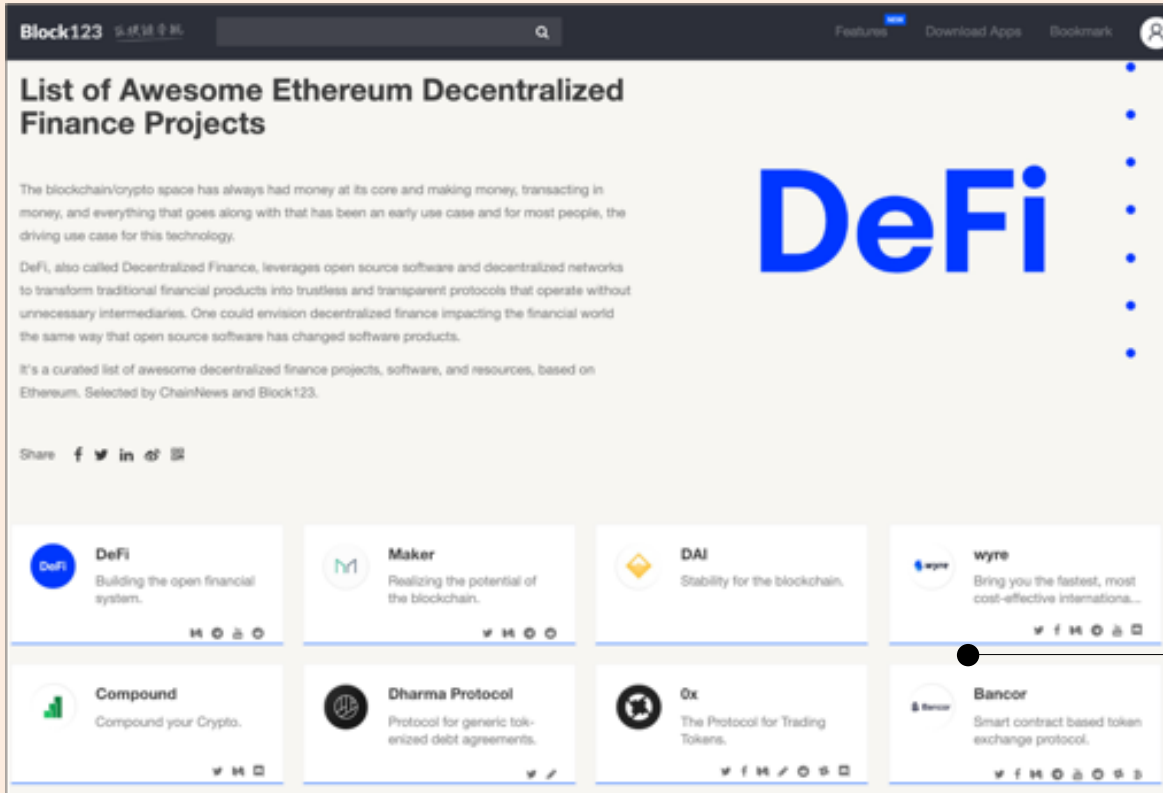 Block123
NEW
Features Download Apps Bookmark
List of Awesome Ethereum Decentralized
Finance Projects
The blockchain/crypto space has always had money at its core and making money, transacting in
money, and everything that goes along with that has been an early use case and for most people, the
driving use case for this technology.
DeFi, also called Decentralized Finance, leverages open source software and decentralized networks
to transform traditional financial products into trustless and transparent protocols that operate without
unnecessary intermediaries. One could envision decentralized finance impacting the financial world
the same way that open source software has changed software products.
It's a curated list of awesome decentralized finance projects, software, and resources, based on
Ethereum. Selected by ChainNews and Block123.
DeFi
Share
DeFi
DeFi
Building the open financial
system.
Maker
Realizing the potential of
the blockchain.
DAI
Stability for the blockchain.
wyre
wyre
Bring you the fastest, most
cost-effective internationa...
Compound
Compound your Crypto.
Dharma Protocol
Protocol for generic tok-
enized debt agreements.
0x
The Protocol for Trading
Tokens.
Bancor
Bancor
Smart contract based token
exchange protocol.